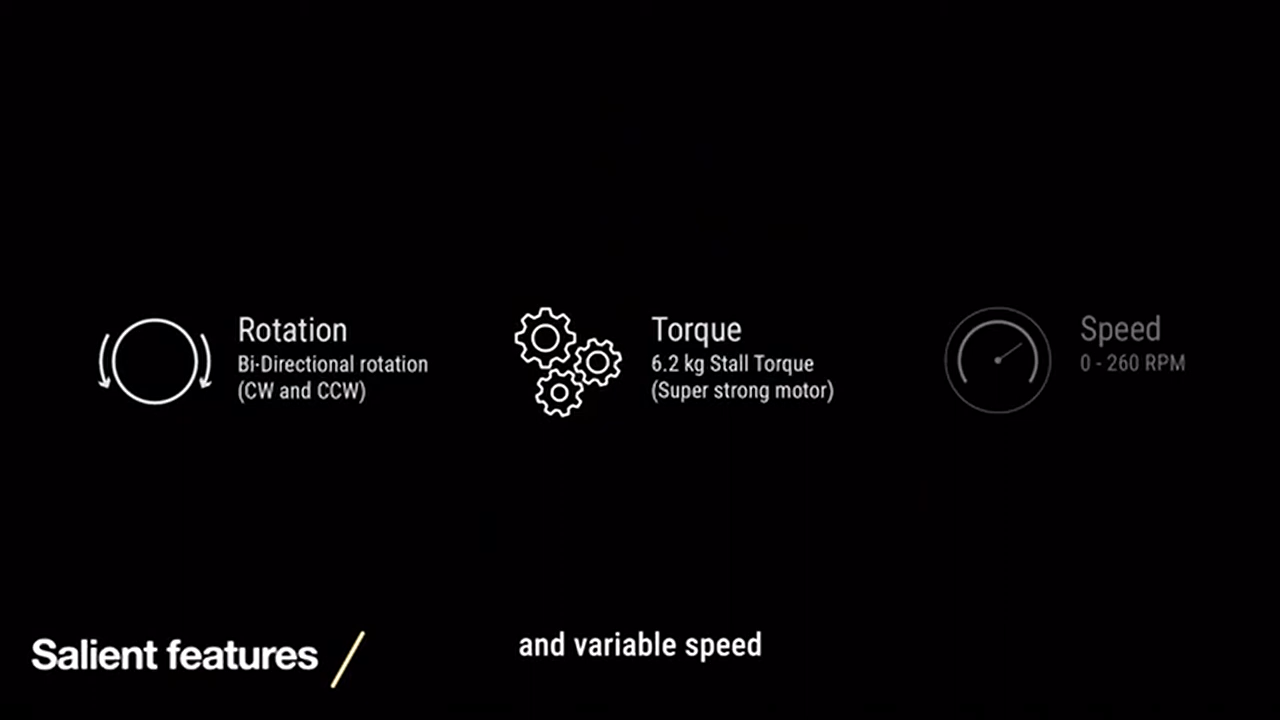 Rotation
Bi-Directional rotation
(CW and CCW)
Torque
6.2 kg Stall Torque
(Super strong motor)
Speed
0 - 260 RPM
Salient features
and variable speed